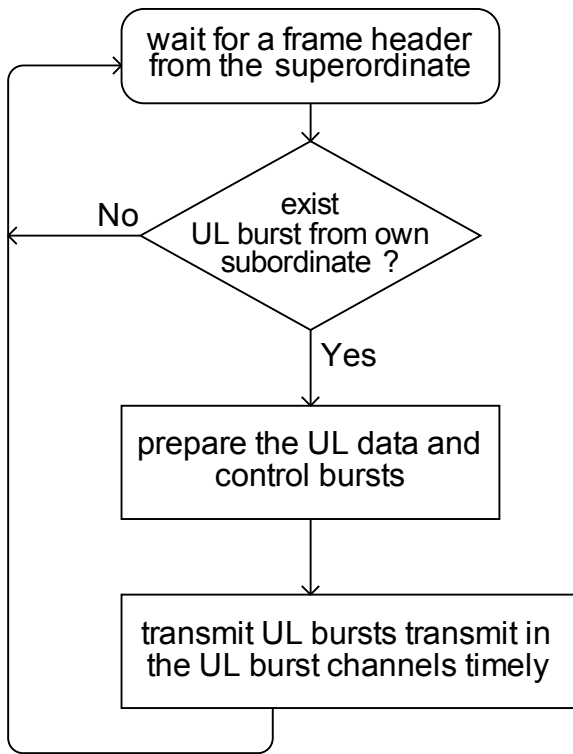 wait for a frame header
from the superordinate
exist
UL burst from own
subordinate ?
No
Yes
prepare the UL data and
control bursts
transmit UL bursts transmit in
the UL burst channels timely